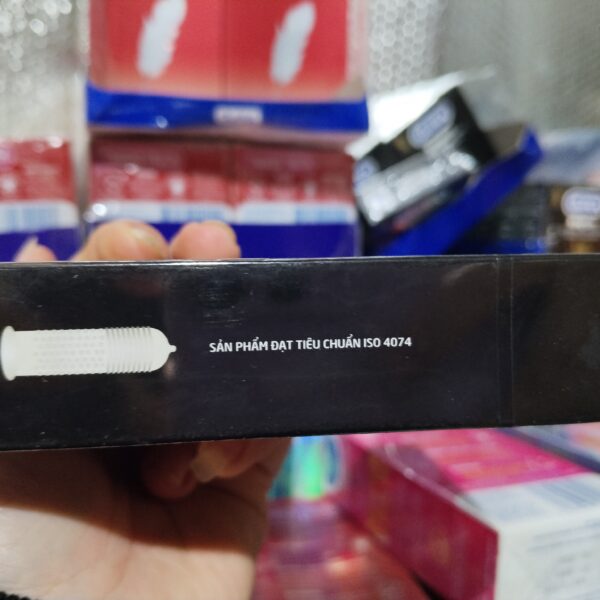 SẢN PHẨM ĐẠT TIÊU CHUẨN ISO 4074